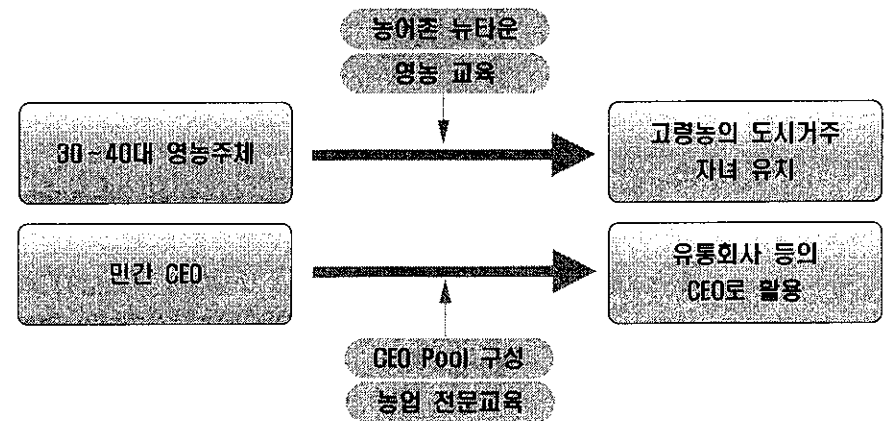 농어촌 뉴타운
영농 교육
30~40대 영농주체
고령농의 도시거주
자녀 유치
민간 CEO
유통회사 등의
CEO로 활용
CEO Pool 구성
농업 전문교육